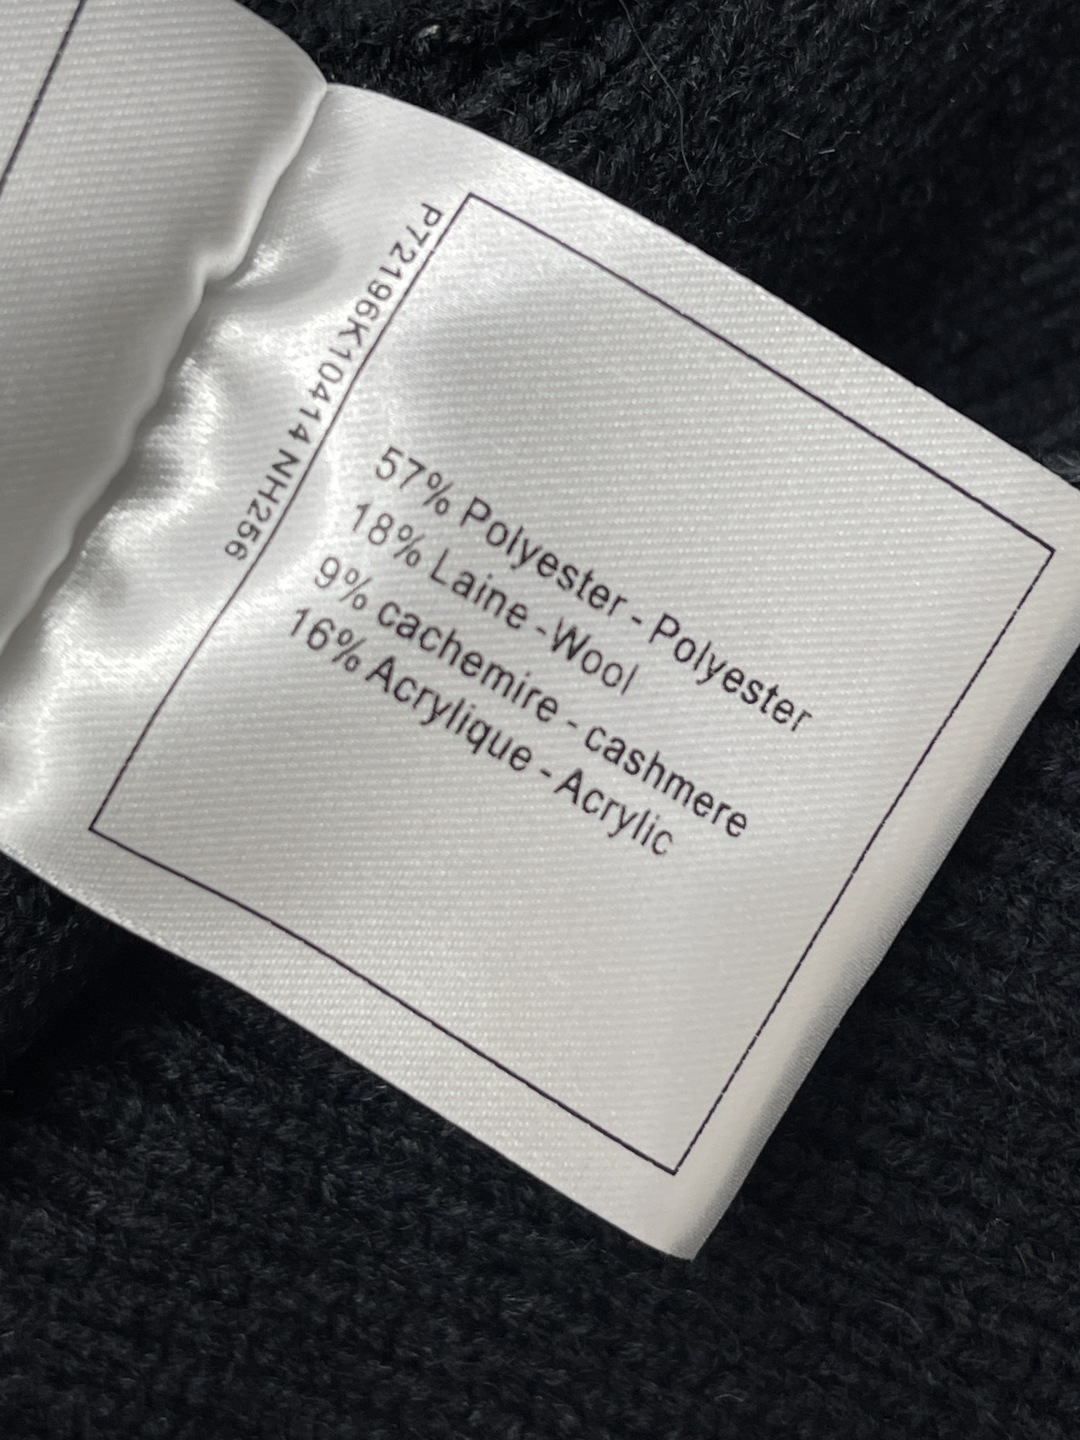 P72196K10414 NH256
57% Polyester - Polyester
18% Laine -Wool
9% cachemire - cashmere
16% Acrylique - Acrylic